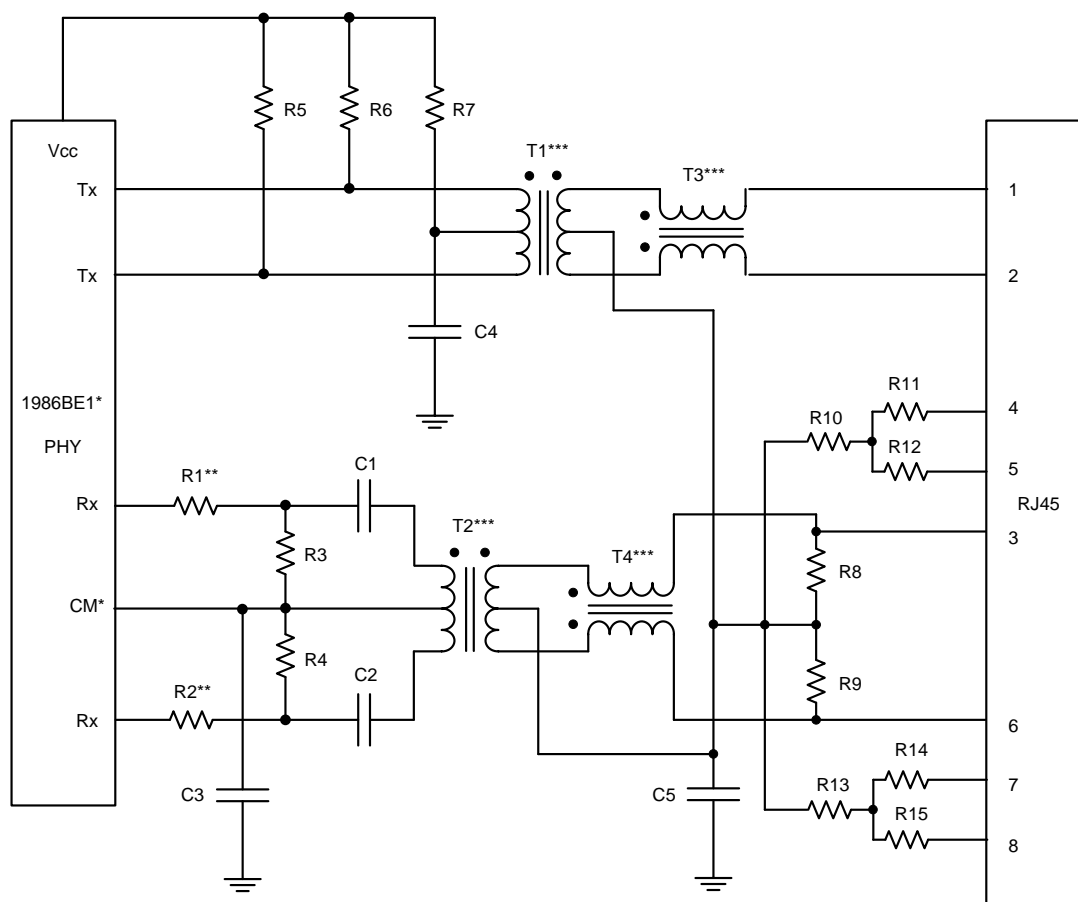 R5
R6
R7
Vcc
T1***
T3***
Tx
1
Tx
2
C4
1986BE1*
PHY
R11
4
R10
R12
5
C1
R1**
Rx
RJ45
T2***
3
R3
T4***
R8
CM*
R4
C2
R9
R2**
Rx
6
R14
7
C3
C5
R13
R15
8